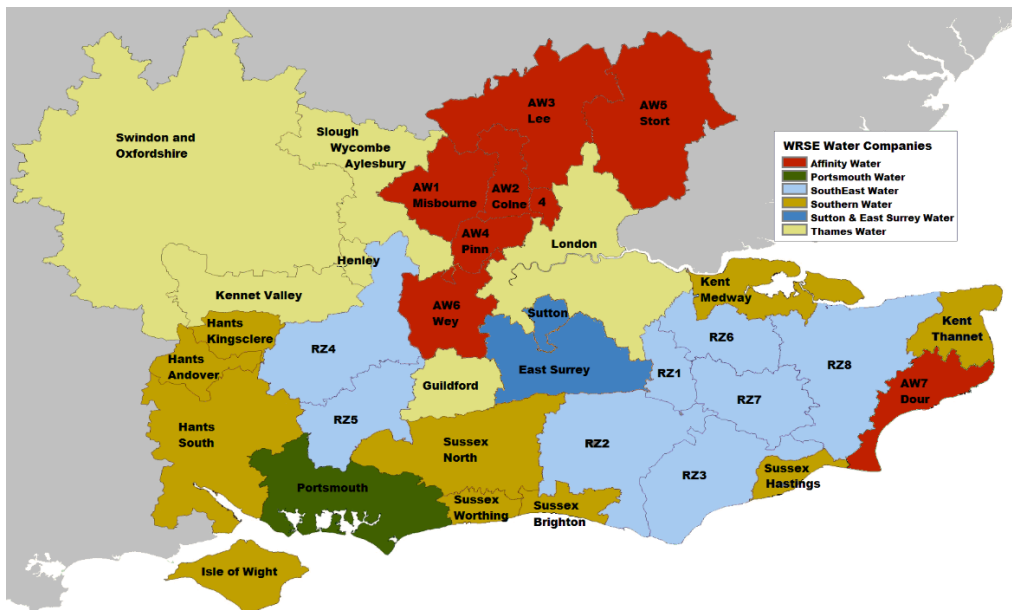 AW3
Lee
AW5
Stort
Swindon and
Oxfordshire
Slough
Wycombe
Aylesbury
WRSE Water Companies
Affinity Water
Portsmouth Water
SouthEast Water
Southern Water
Sutton & East Surrey Water
Thames Water
AW1
Misbourne
AW2
Colne
4
AW4
Pinn
London
Henley
Kennet Valley
Kent
Medway
AW6
Wey
Sutton
Hants
Kingsclere
Kent
Thannet
RZ4
RZ6
Hants
Andover
East Surrey
RZ1
RZ8
Guildford
AW7
Dour
RZ5
RZ7
Hants
South
Sussex
North
RZ2
RZ3
Sussex
Hastings
Portsmouth
Sussex
Worthing
Sussex
Brighton
Isle of Wight